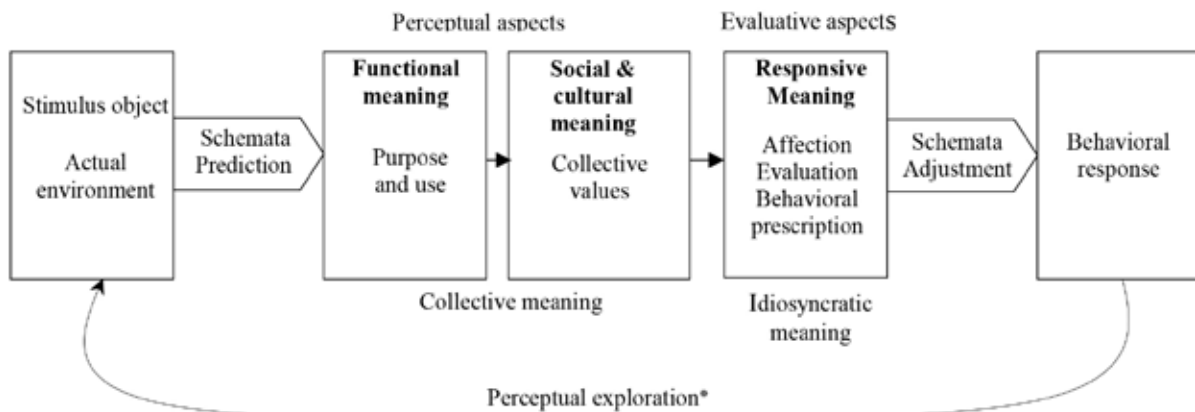 Perceptual aspects
Evaluative aspects
Stimulus object
Actual
environment
Schemata
Prediction
Functional
meaning
Purpose
and use
Social &
cultural
meaning
Collective
values
Responsive
Meaning
Affection
Evaluation
Behavioral
prescription
Schemata
Adjustment
Behavioral
response
Collective meaning
Idiosyncratic
meaning
Perceptual exploration*